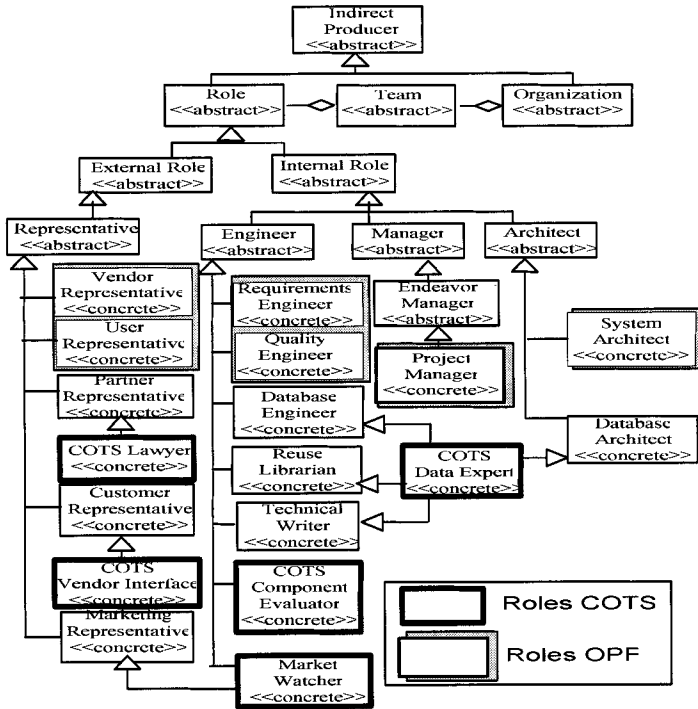 Indirect
Producer
<<abstract>>
Role
<<abstract>>
Team
<<abstract>>
Organization
<<abstract>>
External Role
<<abstract>>
Internal Role
<<abstract>>
Representative
<<abstract>>
Engineer
<<abstract>>
Manager
<<abstract>>
Architect
<<abstract>>
Vendor
Representative
<<concrete>>
User
Representative
<<concrete>>
Partner
Representative
<<concrete>>
COTS Lawyer
<<concrete>>
Customer
Representative
<<concrete>>
COTS
Vendor Interface
<<concrete>>
Marketing
Representative
<<concrete>>
Requirements
Engineer
<<concrete>>
Quality
Engineer
<<concrete>>
Database
Engineer
<<concrete>>
Reuse
Librarian
<<concrete>>
Technical
Writer
<<concrete>>
COTS
Component
Evaluator
<<concrete>>
Market
Watcher
<<concrete>>
Endeavor
Manager
<<abstract>>
Project
Manager
<<concrete>>
COTS
Data Expert
<<concrete>>
System
Architect
<<concrete>>
Database
Architect
<<concrete>>
Roles COTS
Roles OPF